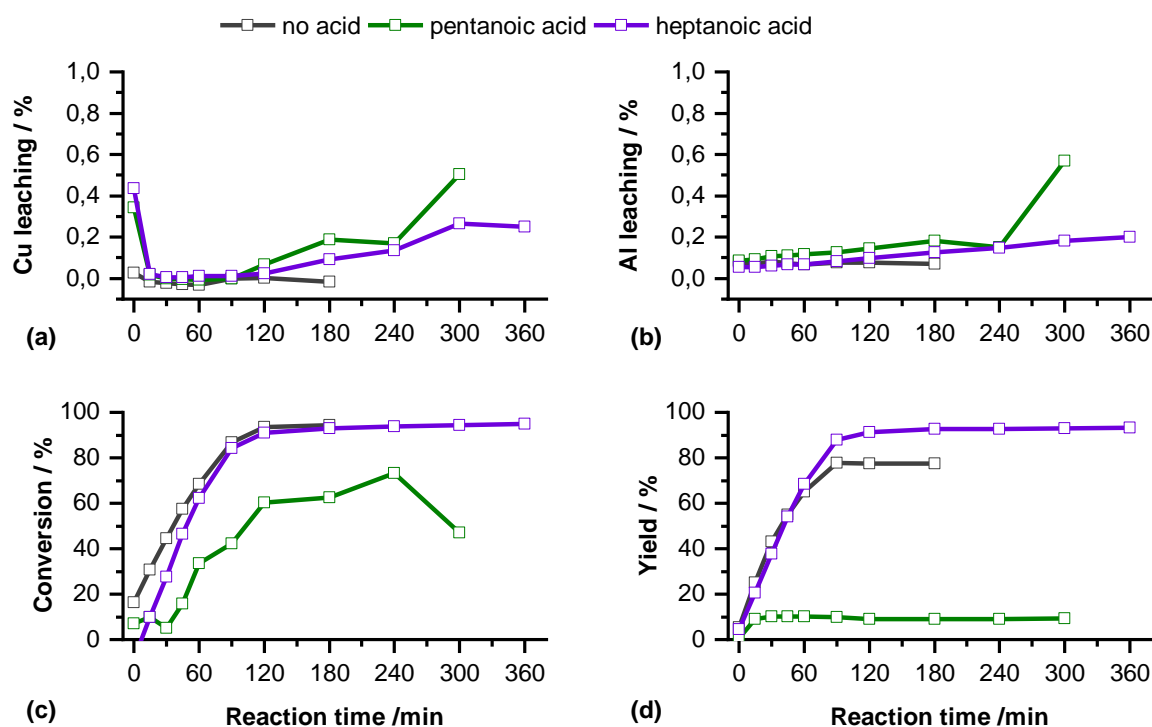 no acid pentanoic acid heptanoic acid
Cu leaching / %
1,0
0,8
0,6
0,4
0,2
0,0
0 60 120 180 240 300 360
(a)
Al leaching / %
1,0
0,8
0,6
0,4
0,2
0,0
0 60 120 180 240 300 360
(b)
Conversion / %
100
80
60
40
20
0
0 60 120 180 240 300 360
(c) Reaction time /min
Yield / %
100
80
60
40
20
0
0 60 120 180 240 300 360
(d) Reaction time /min